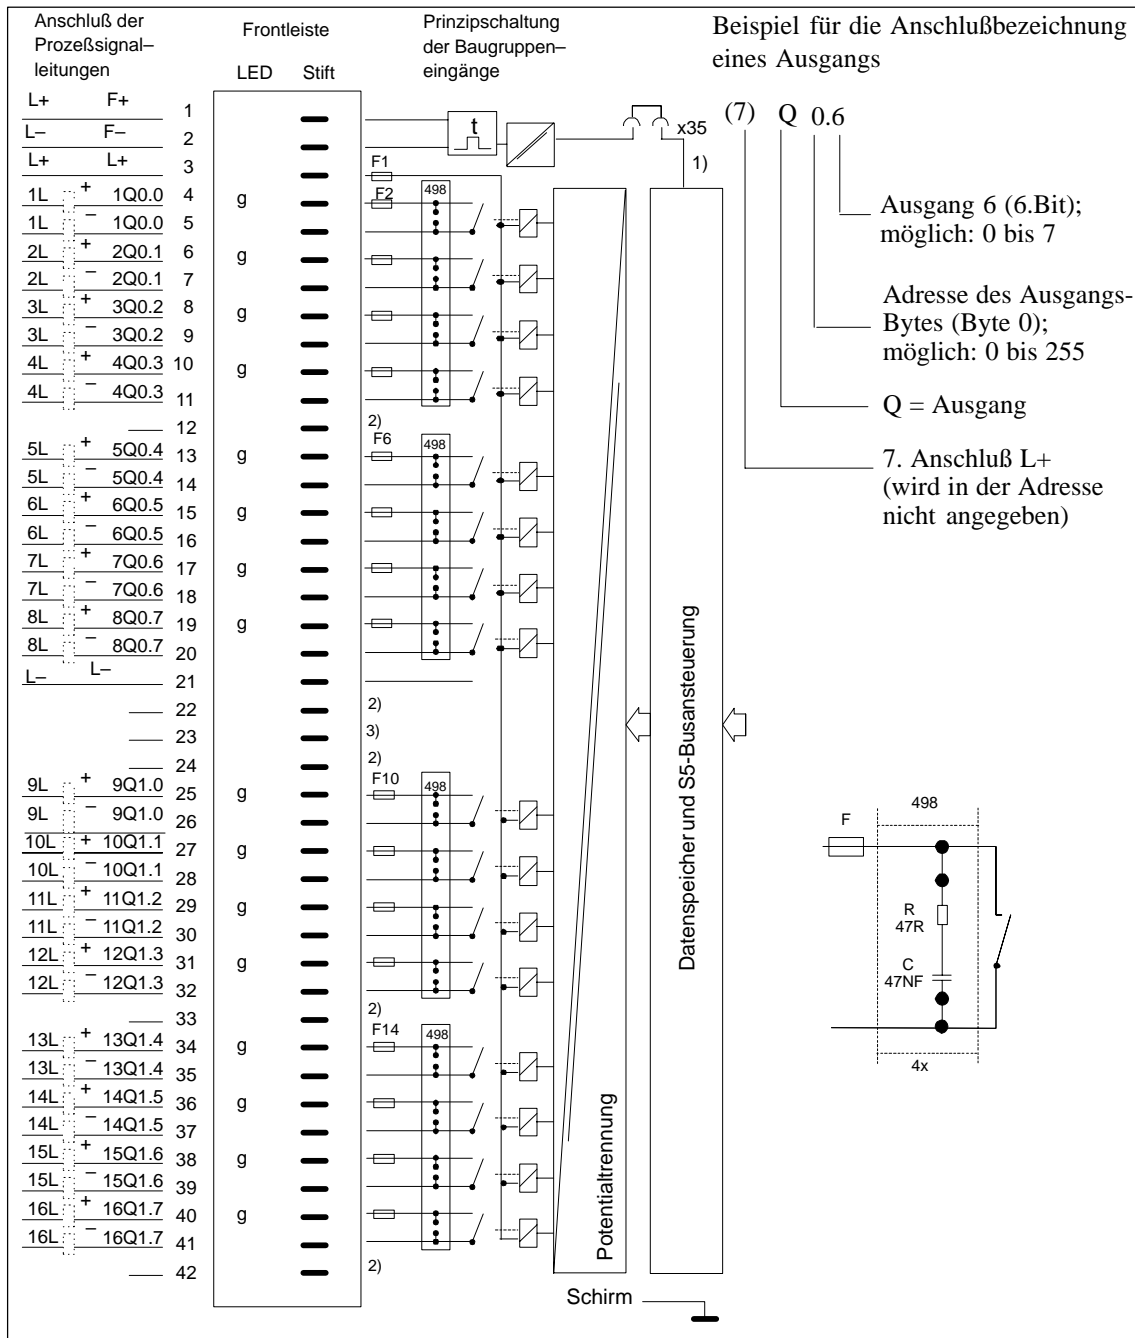 Anschluß der
Prozeßsignal–
leitungen
Frontleiste
LED Stift
Prinzipschaltung
der Baugruppen–
eingänge
Beispiel für die Anschlußbezeichnung
eines Ausgangs
L+ F+ 1
L– F– 2
L+ L+ 3
1L + 1Q0.0 4 g
1L – 1Q0.0 5
2L + 2Q0.1 6 g
2L – 2Q0.1 7
3L + 3Q0.2 8 g
3L – 3Q0.2 9
4L + 4Q0.3 10 g
4L – 4Q0.3 11
12 2)
5L + 5Q0.4 13 g
5L – 5Q0.4 14
6L + 6Q0.5 15 g
6L – 6Q0.5 16
7L + 7Q0.6 17 g
7L – 7Q0.6 18
8L + 8Q0.7 19 g
8L – 8Q0.7 20
L– L– 21
22 2)
23 3)
24 2)
9L + 9Q1.0 25 g
9L – 9Q1.0 26
10L + 10Q1.1 27 g
10L – 10Q1.1 28
11L + 11Q1.2 29 g
11L – 11Q1.2 30
12L + 12Q1.3 31 g
12L – 12Q1.3 32
33 2)
13L + 13Q1.4 34 g
13L – 13Q1.4 35
14L + 14Q1.5 36 g
14L – 14Q1.5 37
15L + 15Q1.6 38 g
15L – 15Q1.6 39
16L + 16Q1.7 40 g
16L – 16Q1.7 41
42 2)
t
x35
1)
F1
F2 498
F6 498
F10 498
F14 498
Potentialtrennung
Datenspeicher und S5-Busansteuerung
Schirm
(7) Q 0.6
Ausgang 6 (6.Bit);
möglich: 0 bis 7
Adresse des Ausgangs-
Bytes (Byte 0);
möglich: 0 bis 255
Q = Ausgang
7. Anschluß L+
(wird in der Adresse
nicht angegeben)
498
F
R
47R
C
47NF
4x